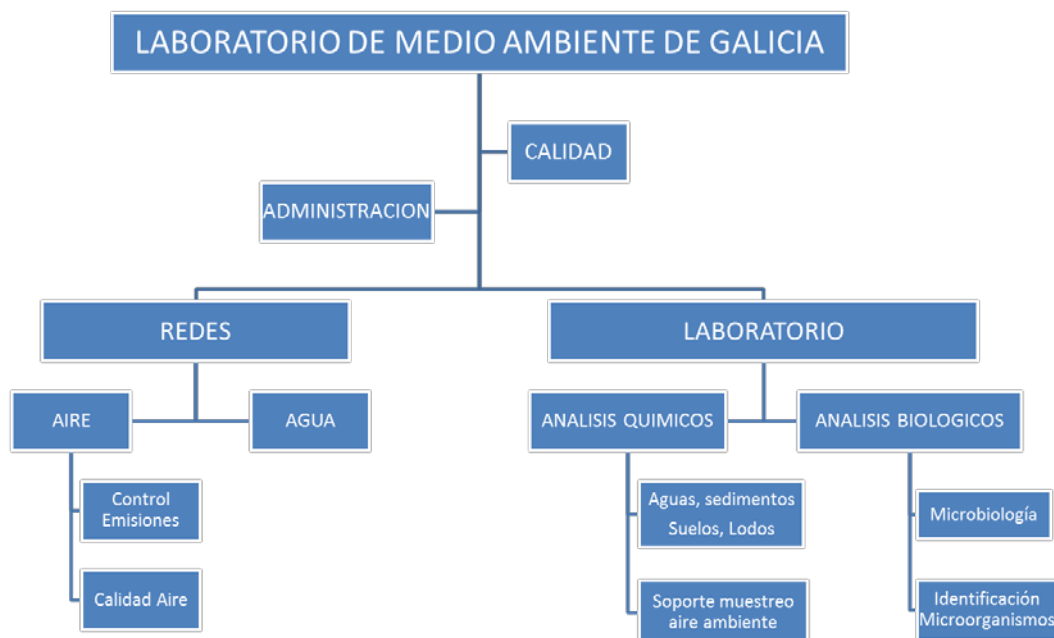 LABORATORIO DE MEDIO AMBIENTE DE GALICIA
CALIDAD
ADMINISTRACION
REDES
LABORATORIO
AIRE
AGUA
ANALISIS QUIMICOS
ANALISIS BIOLOGICOS
Control
Emisiones
Calidad Aire
Aguas, sedimentos
Suelos, Lodos
Soporte muestreo
aire ambiente
Microbiología
Identificación
Microorganismos